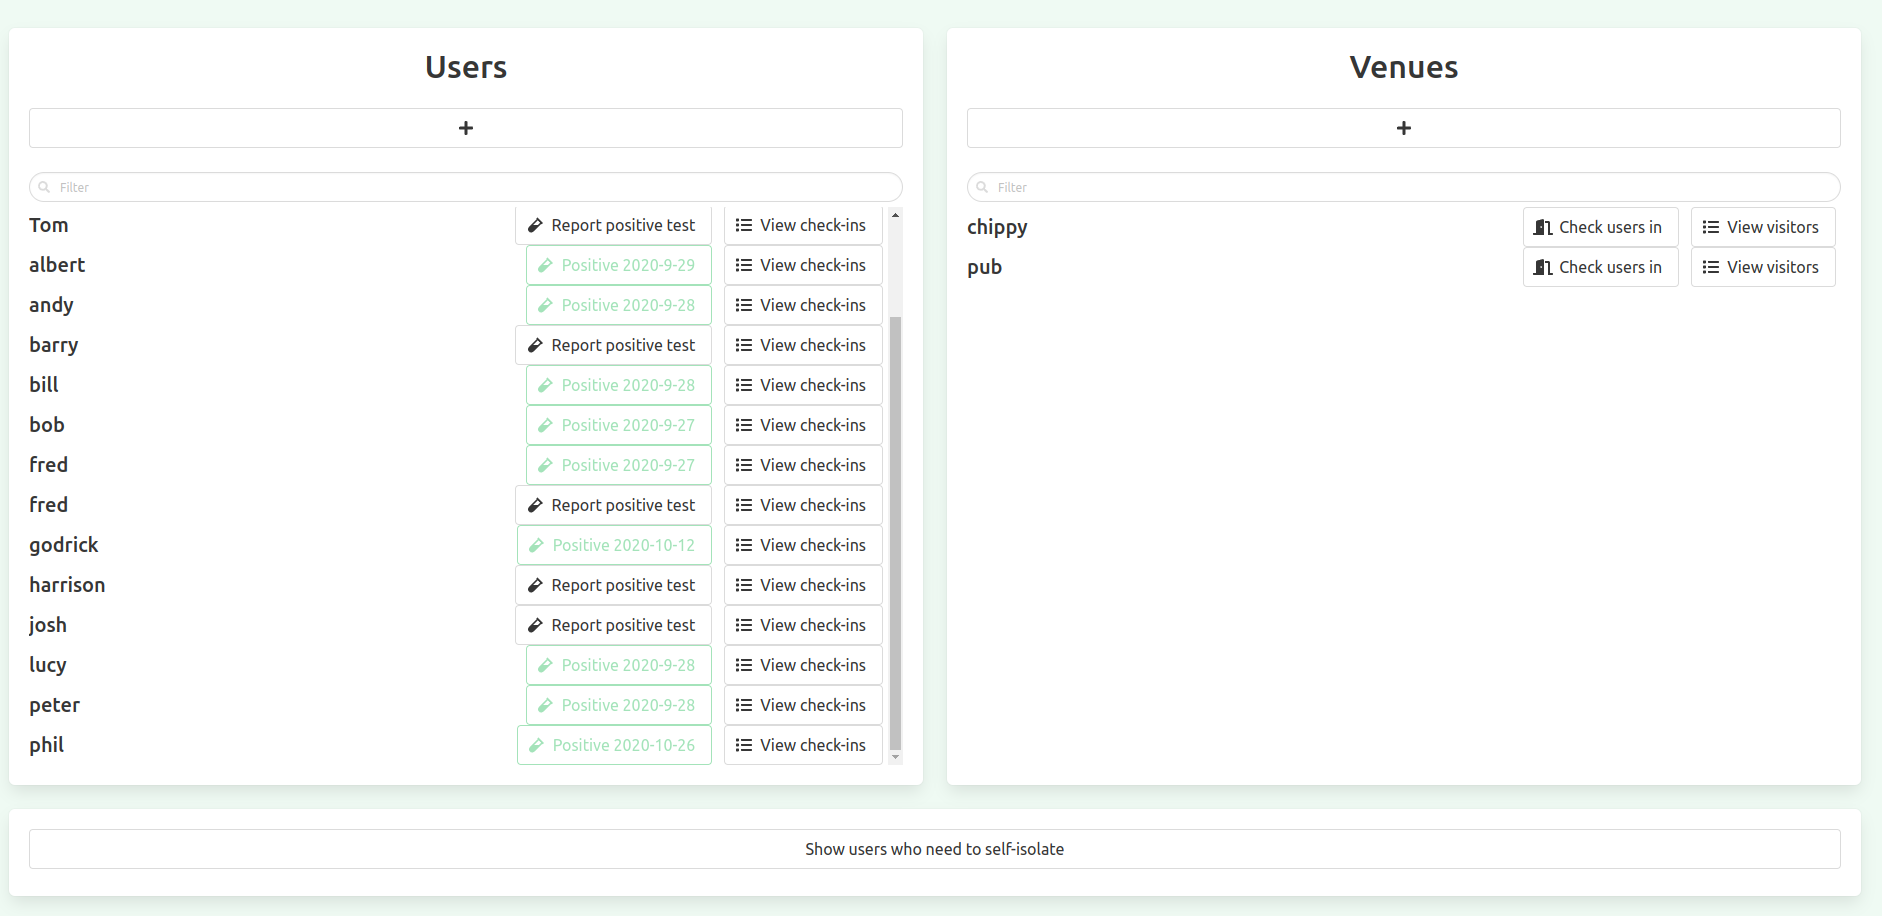 Users
+
Filter
Tom Report positive test View check-ins
albert Positive 2020-9-29 View check-ins
andy Positive 2020-9-28 View check-ins
barry Report positive test View check-ins
bill Positive 2020-9-28 View check-ins
bob Positive 2020-9-27 View check-ins
fred Positive 2020-9-27 View check-ins
fred Report positive test View check-ins
godrick Positive 2020-10-12 View check-ins
harrison Report positive test View check-ins
josh Report positive test View check-ins
lucy Positive 2020-9-28 View check-ins
peter Positive 2020-9-28 View check-ins
phil Positive 2020-10-26 View check-ins
Venues
+
Filter
chippy Check users in View visitors
pub Check users in View visitors
Show users who need to self-isolate